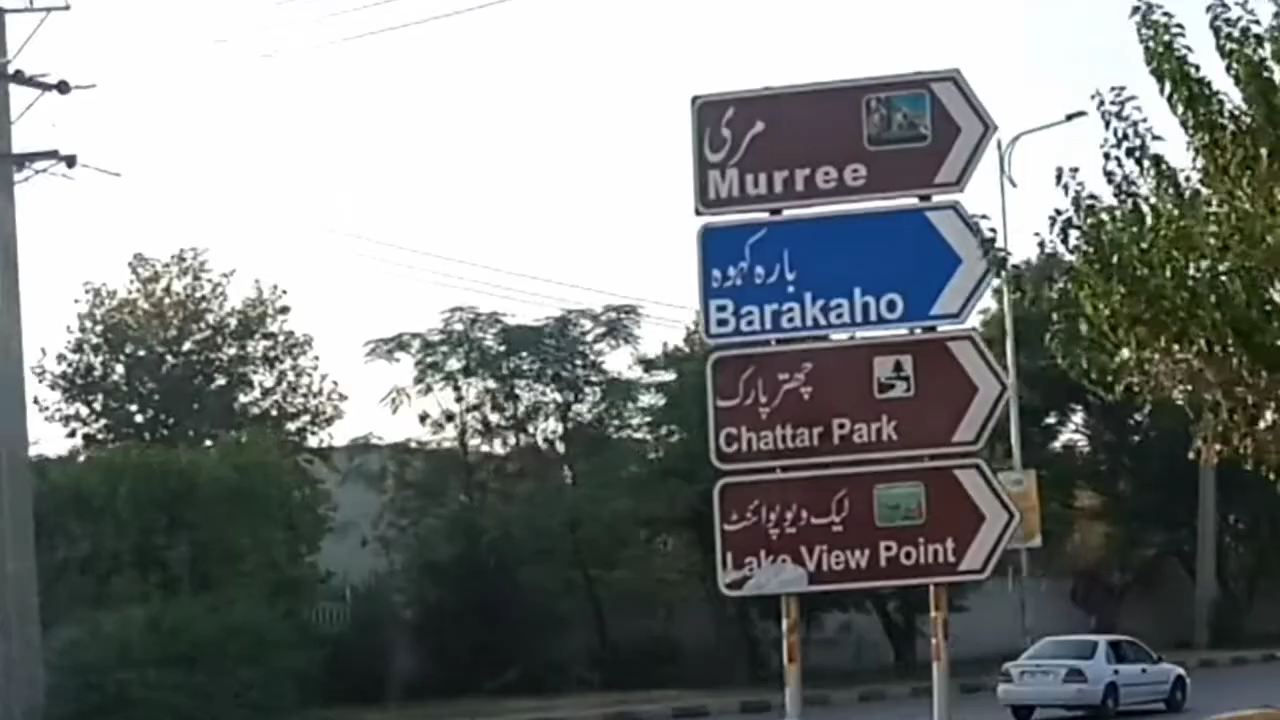 مری
Murree
بارہ کہوہ
Barakaho
چھتر پارک
Chattar Park
لیک ویو پوائنٹ
Lake View Point